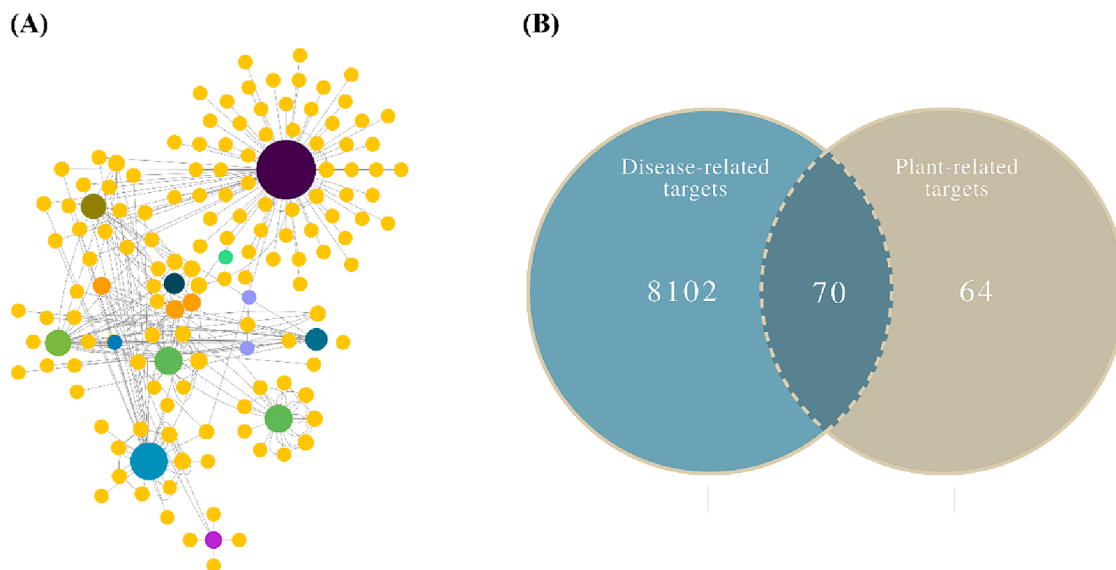 (A)
(B)
Disease-related
targets
Plant-related
targets
8102
70
64